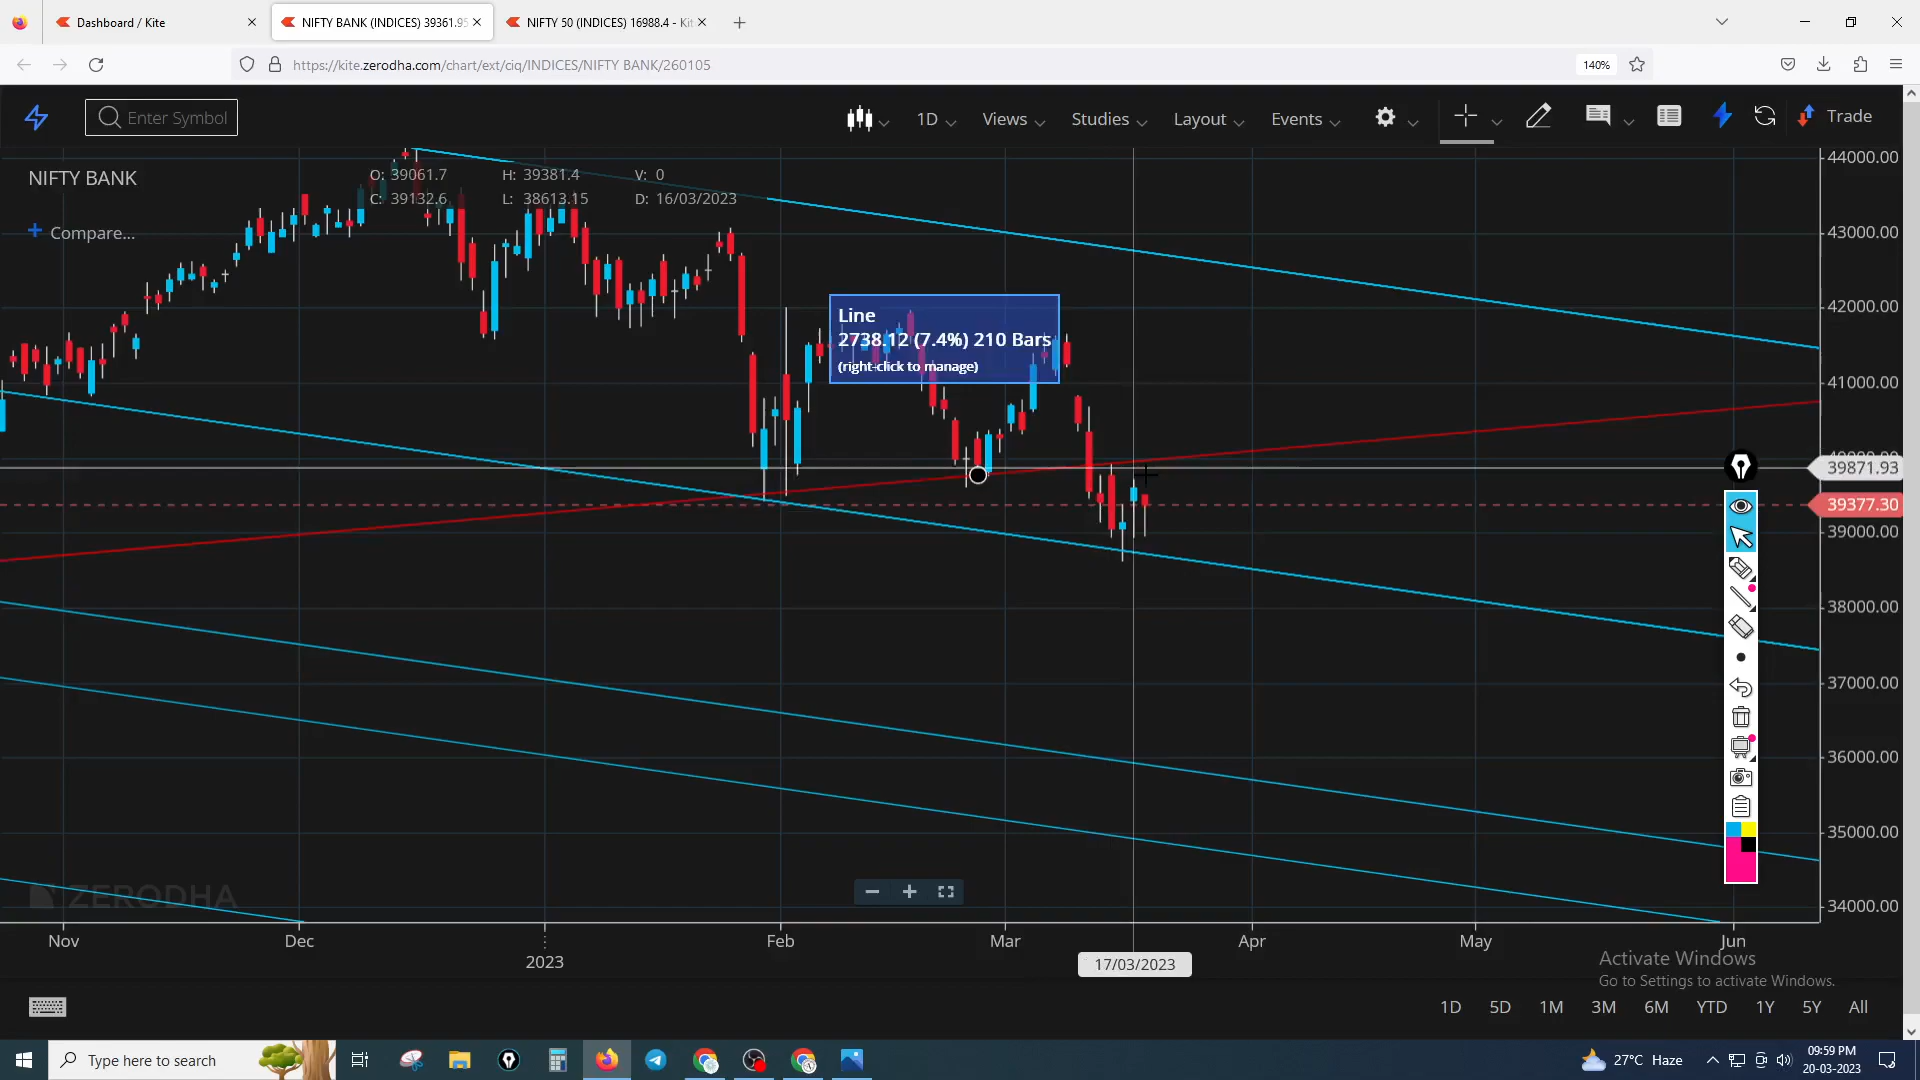 Dashboard / Kite
NIFTY BANK (INDICES) 39361.95
NIFTY 50 (INDICES) 16988.4 - Kit
https://kite.zerodha.com/chart/ext/ciq/INDICES/NIFTY BANK/260105
140%
Enter Symbol
1D
Views
Studies
Layout
Events
Trade
NIFTY BANK
O: 39061.7 H: 39381.4 V: 0
C: 39132.6 L: 38613.15 D: 16/03/2023
+ Compare...
Line
2738.12 (7.4%) 210 Bars
(right-click to manage)
44000.00
43000.00
42000.00
41000.00
39871.93
39377.30
39000.00
38000.00
37000.00
36000.00
35000.00
34000.00
ZERODHA
Nov Dec 2023 Feb Mar Apr May Jun
17/03/2023
Activate Windows
Go to Settings to activate Windows.
1D 5D 1M 3M 6M YTD 1Y 5Y All
Type here to search
27°C Haze
09:59 PM
20-03-2023